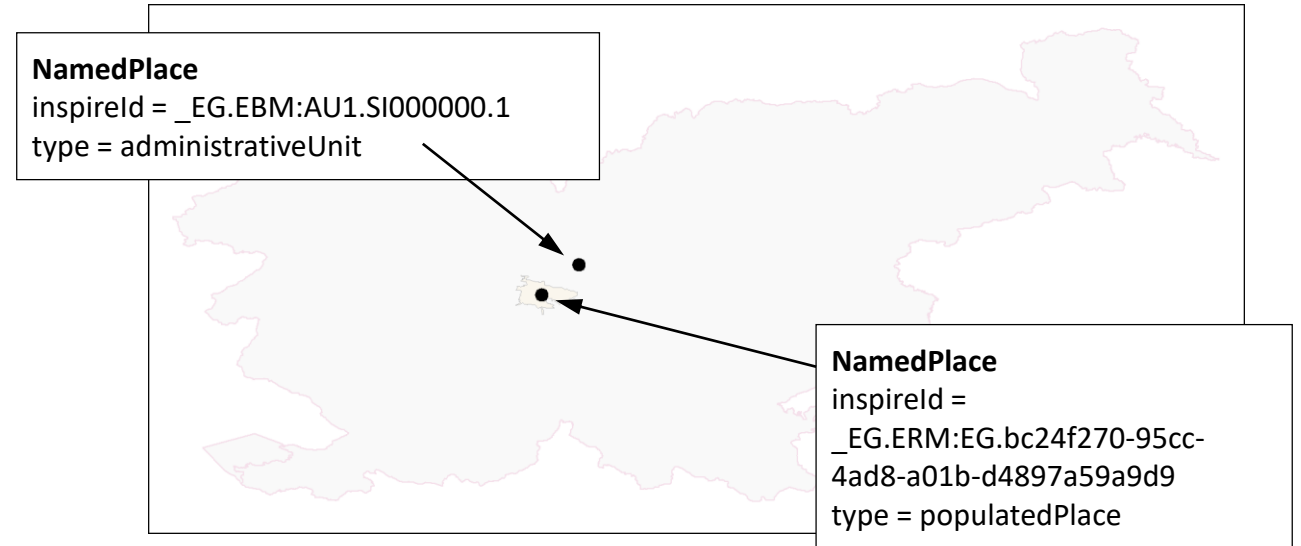 NamedPlace
inspireId = _EG.EBM:AU1.SI000000.1
type = administrativeUnit
NamedPlace
inspireId =
_EG.ERM:EG.bc24f270-95cc-
4ad8-a01b-d4897a59a9d9
type = populatedPlace